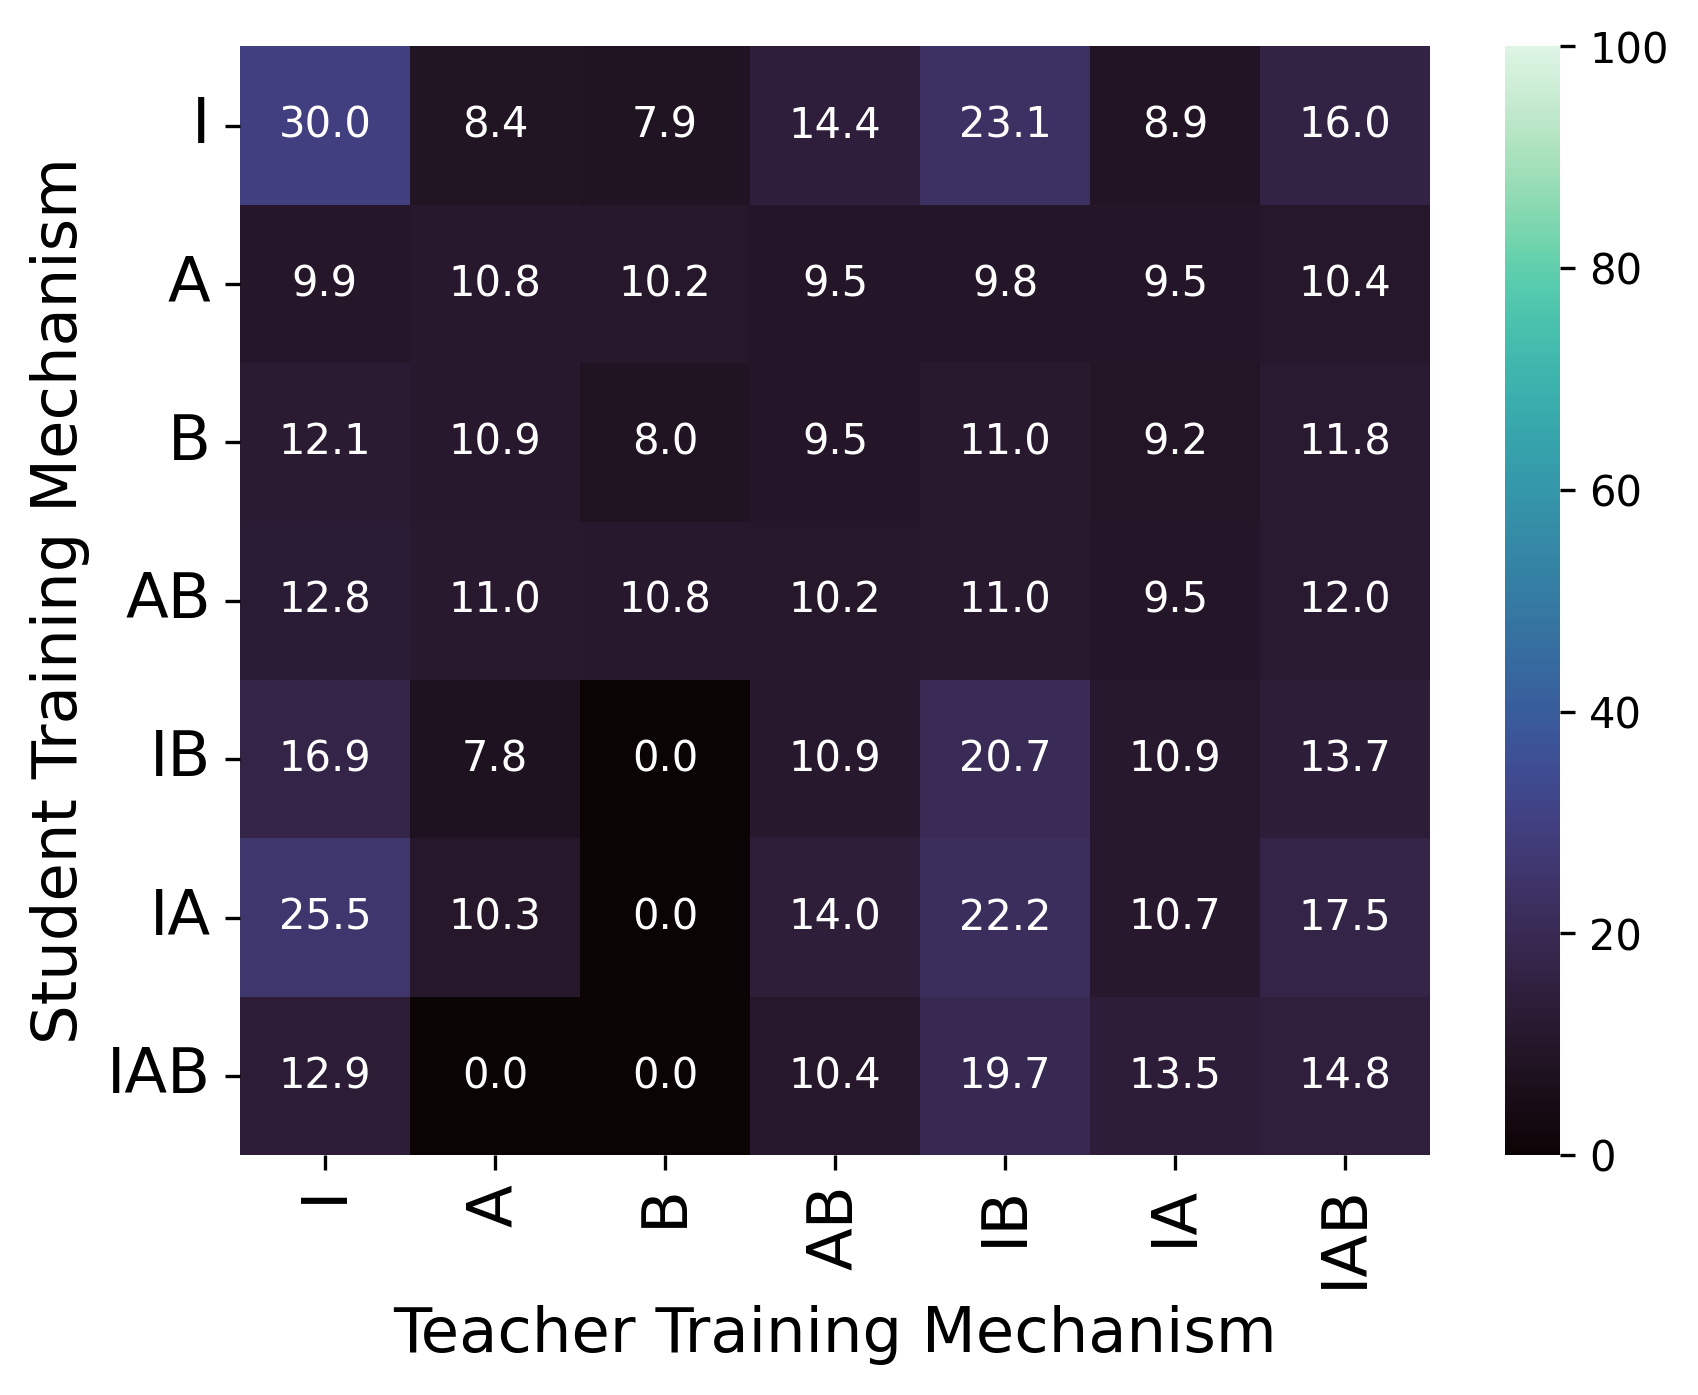 Student Training Mechanism
I 30.0 8.4 7.9 14.4 23.1 8.9 16.0
A 9.9 10.8 10.2 9.5 9.8 9.5 10.4
B 12.1 10.9 8.0 9.5 11.0 9.2 11.8
AB 12.8 11.0 10.8 10.2 11.0 9.5 12.0
IB 16.9 7.8 0.0 10.9 20.7 10.9 13.7
IA 25.5 10.3 0.0 14.0 22.2 10.7 17.5
IAB 12.9 0.0 0.0 10.4 19.7 13.5 14.8
I A B AB IB IA IAB
Teacher Training Mechanism
100
80
60
40
20
0